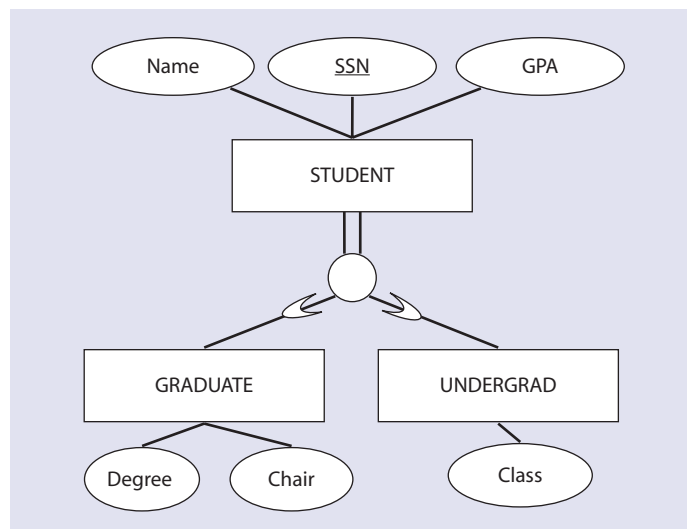 Name
SSN
GPA
STUDENT
GRADUATE
UNDERGRAD
Degree
Chair
Class